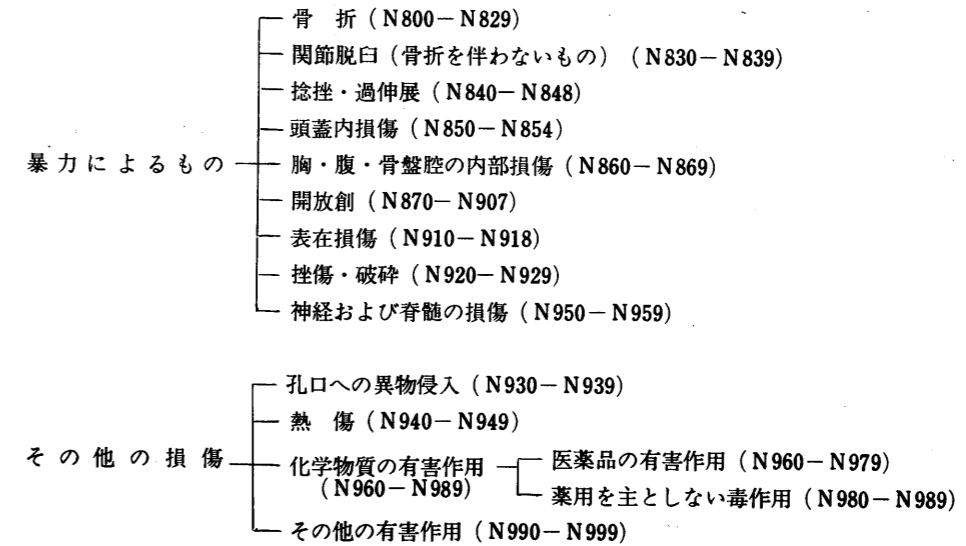 骨 折（N800－N829）
関節脱臼（骨折を伴わないもの）（N830－N839）
捻挫・過伸展（N840－N848）
頭蓋内損傷（N850－N854）
暴力によるもの
胸・腹・骨盤腔の内部損傷（N860－N869）
開放創（N870－N907）
表在損傷（N910－N918）
挫傷・破砕（N920－N929）
神経および脊髄の損傷（N950－N959）
孔口への異物侵入（N930－N939）
熱 傷（N940－N949）
その他の損傷
化学物質の有害作用
（N960－N989）
医薬品の有害作用（N960－N979）
薬用を主としない毒作用（N980－N989）
その他の有害作用（N990－N999）